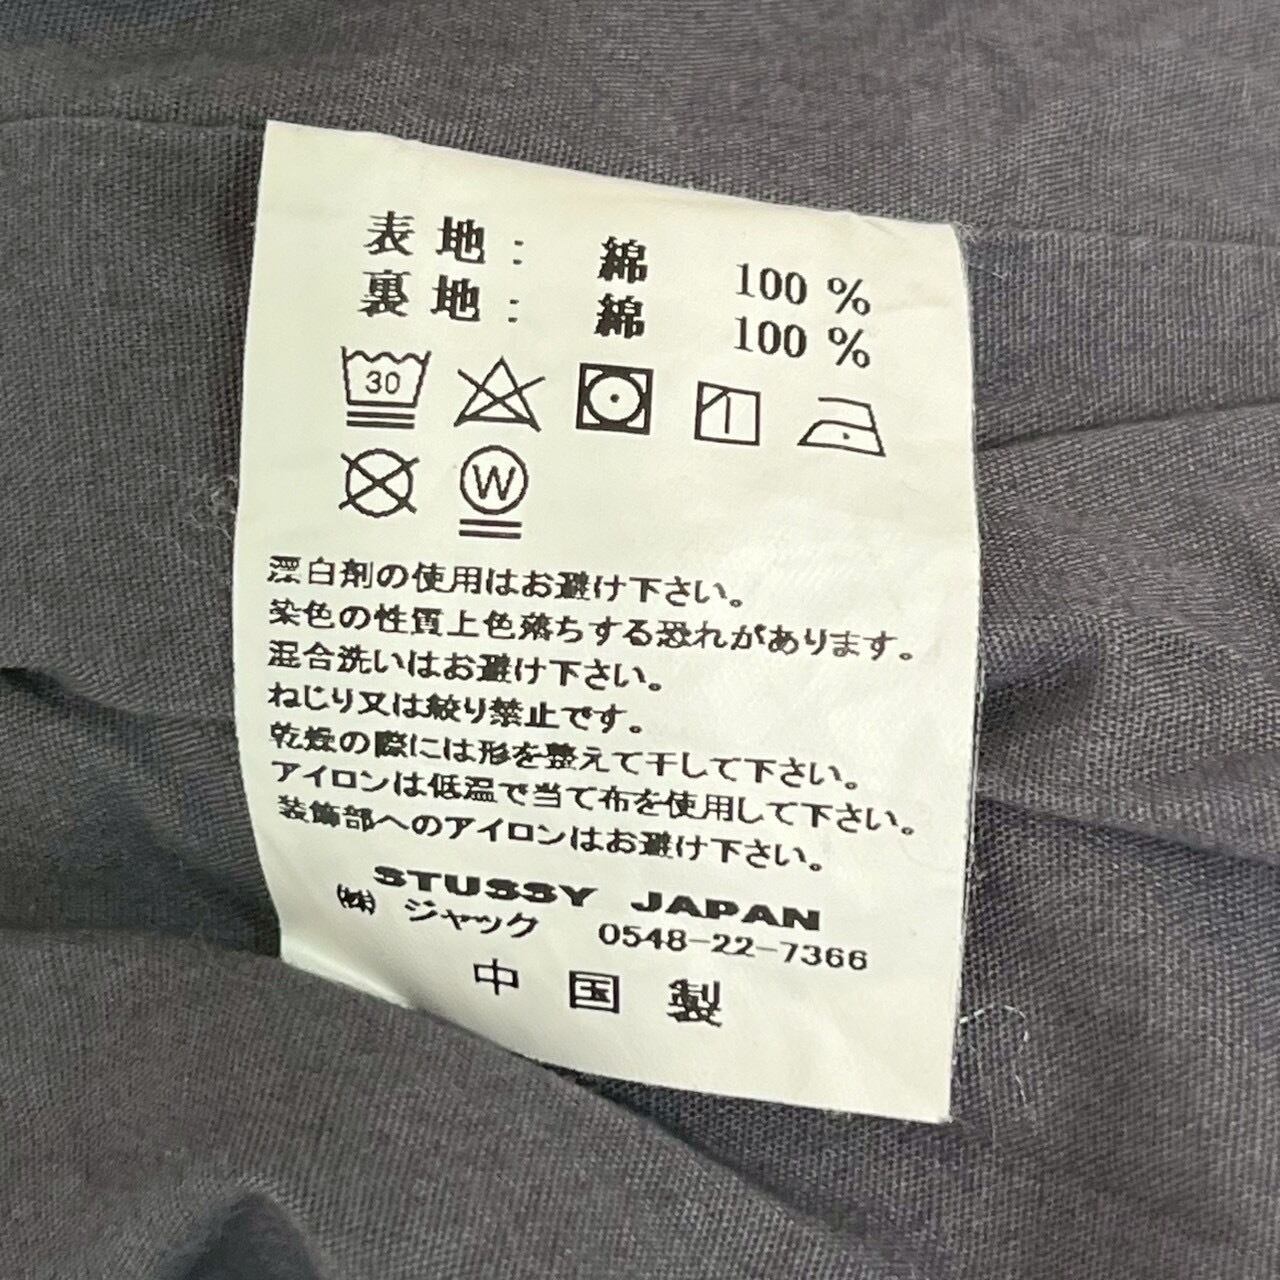 表地: 綿 100 %
裏地: 綿 100 %
30
W
漂白剤の使用はお避け下さい。
染色の性質上色落ちする恐れがあります。
混合洗いはお避け下さい。
ねじり又は絞り禁止です。
乾燥の際には形を整えて干して下さい。
アイロンは低温で当て布を使用して下さい。
装飾部へのアイロンはお避け下さい。
STUSSY JAPAN
㈱ ジャック 0548-22-7366
中国製